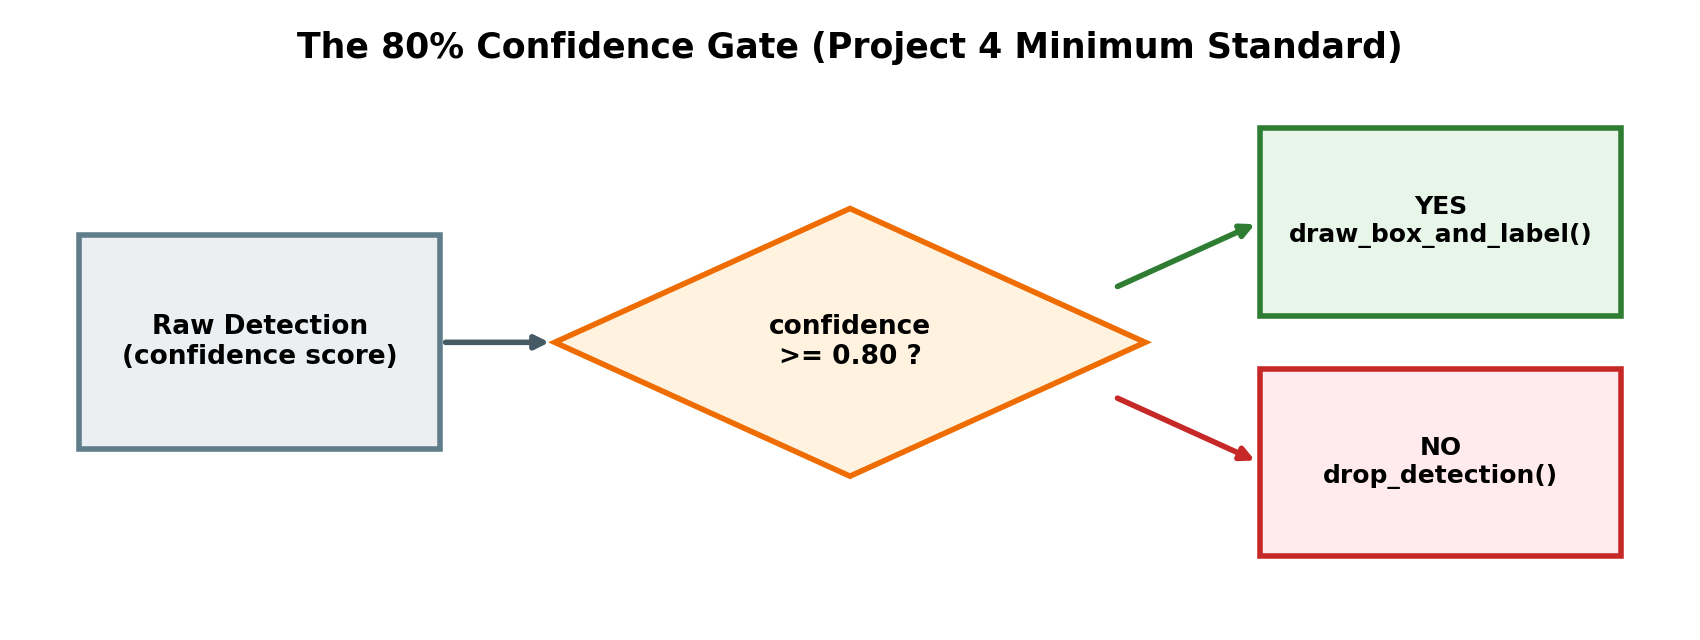 The 80% Confidence Gate (Project 4 Minimum Standard)
Raw Detection
(confidence score)
confidence
>= 0.80 ?
YES
draw_box_and_label()
NO
drop_detection()